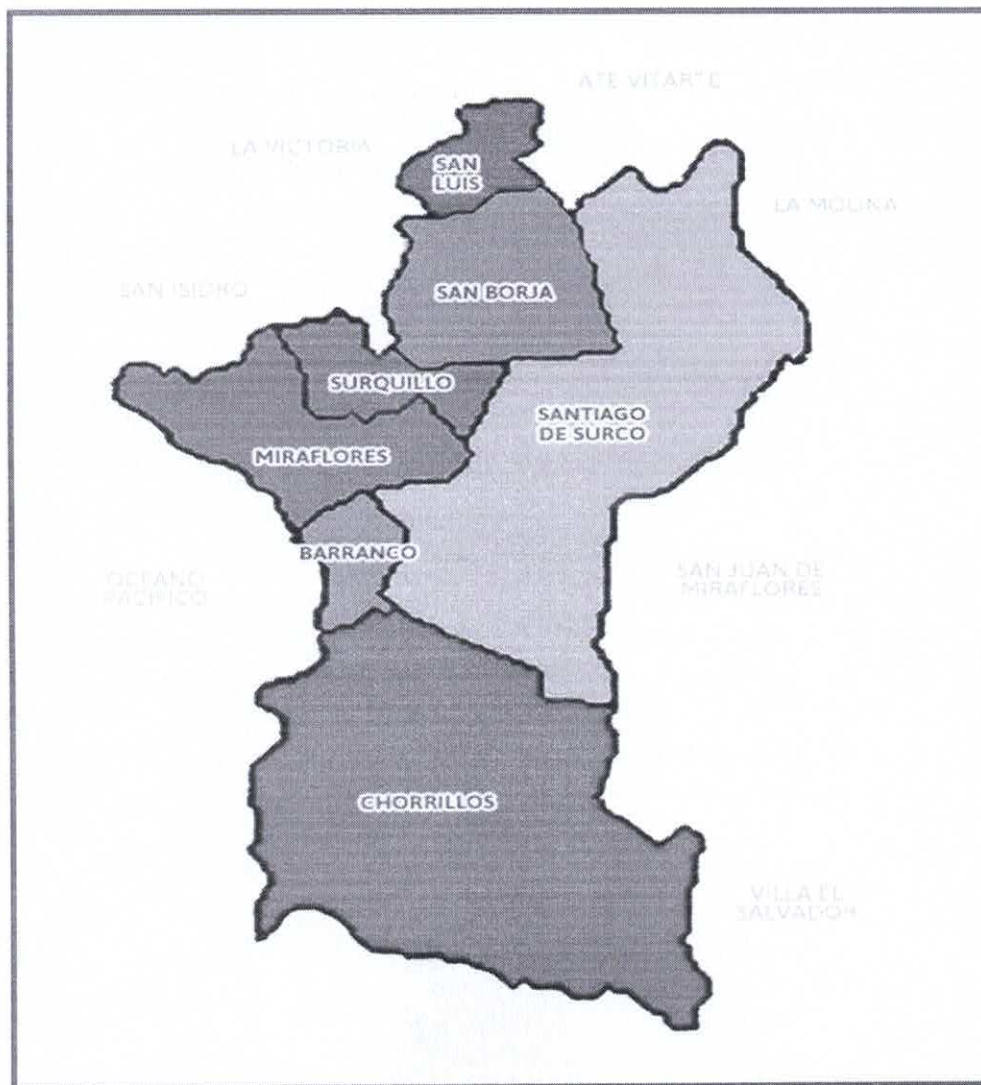 ATE VITARTE
LA VICTORIA
SAN
LUIS
LA MOLINA
SAN ISIDRO
SAN BORJA
SURQUILLO
SANTIAGO
DE SURCO
MIRAFLORES
BARRANCO
OCEANO
PACIFICO
SAN JUAN DE
MIRAFLORES
CHORRILLOS
VILLA EL
SALVADOR